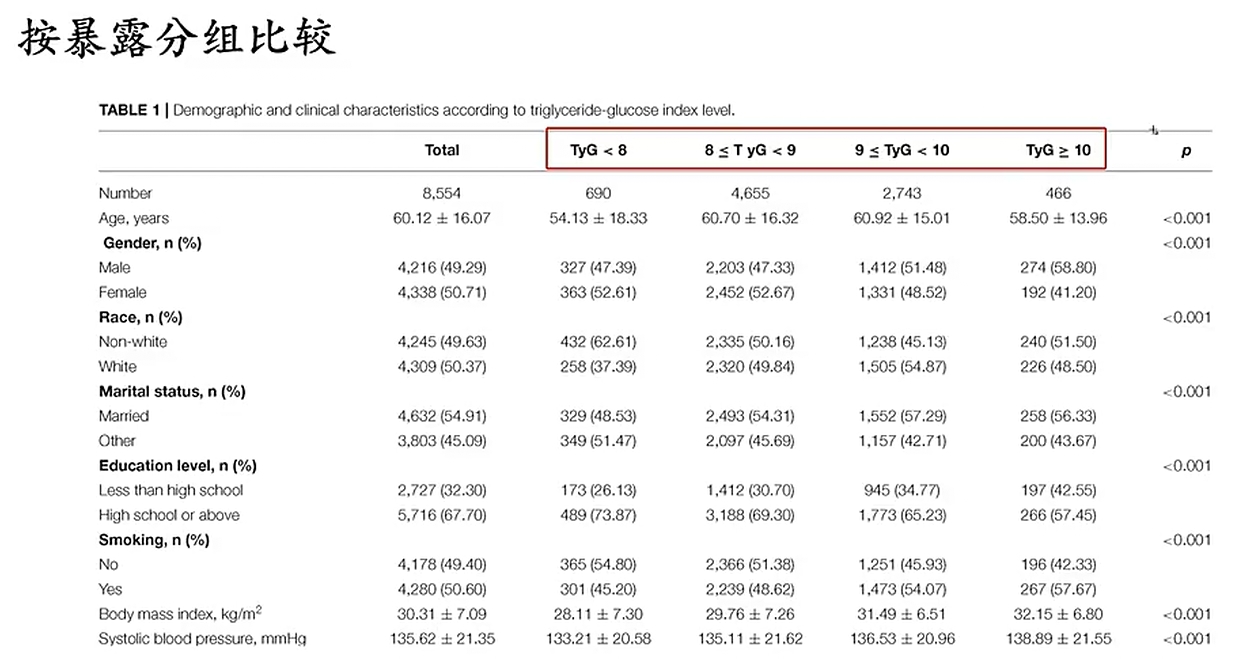 按暴露分组比较
TABLE 1 | Demographic and clinical characteristics according to triglyceride-glucose index level.
Total TyG < 8 8 ≤ T yG < 9 9 ≤ TyG < 10 TyG ≥ 10 p
Number 8,554 690 4,655 2,743 466
Age, years 60.12 ± 16.07 54.13 ± 18.33 60.70 ± 16.32 60.92 ± 15.01 58.50 ± 13.96 <0.001
Gender, n (%) <0.001
Male 4,216 (49.29) 327 (47.39) 2,203 (47.33) 1,412 (51.48) 274 (58.80)
Female 4,338 (50.71) 363 (52.61) 2,452 (52.67) 1,331 (48.52) 192 (41.20)
Race, n (%) <0.001
Non-white 4,245 (49.63) 432 (62.61) 2,335 (50.16) 1,238 (45.13) 240 (51.50)
White 4,309 (50.37) 258 (37.39) 2,320 (49.84) 1,505 (54.87) 226 (48.50)
Marital status, n (%) <0.001
Married 4,632 (54.91) 329 (48.53) 2,493 (54.31) 1,552 (57.29) 258 (56.33)
Other 3,803 (45.09) 349 (51.47) 2,097 (45.69) 1,157 (42.71) 200 (43.67)
Education level, n (%) <0.001
Less than high school 2,727 (32.30) 173 (26.13) 1,412 (30.70) 945 (34.77) 197 (42.55)
High school or above 5,716 (67.70) 489 (73.87) 3,188 (69.30) 1,773 (65.23) 266 (57.45)
Smoking, n (%) <0.001
No 4,178 (49.40) 365 (54.80) 2,366 (51.38) 1,251 (45.93) 196 (42.33)
Yes 4,280 (50.60) 301 (45.20) 2,239 (48.62) 1,473 (54.07) 267 (57.67)
Body mass index, kg/m² 30.31 ± 7.09 28.11 ± 7.30 29.76 ± 7.26 31.49 ± 6.51 32.15 ± 6.80 <0.001
Systolic blood pressure, mmHg 135.62 ± 21.35 133.21 ± 20.58 135.11 ± 21.62 136.53 ± 20.96 138.89 ± 21.55 <0.001